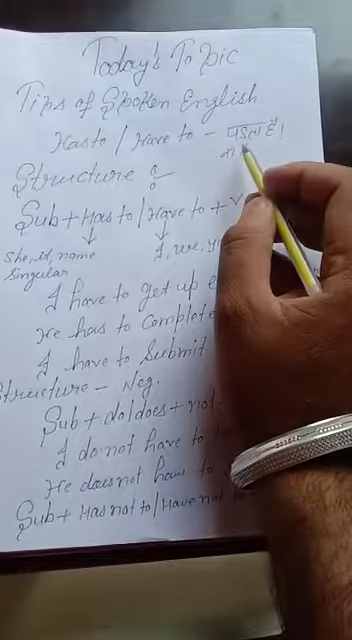 Today's Topic
Tips of Spoken English
Hasto / Have to - पड़ता है!
ता
Structure :-
Sub + Has to / Have to + V
She, it, name
I, we, y
Singular
I have to get up e
He has to complete
I have to Submit
Structure - Neg.
Sub + do/does + not
I do not have to
He does not have to
Sub + Has not to / Have not